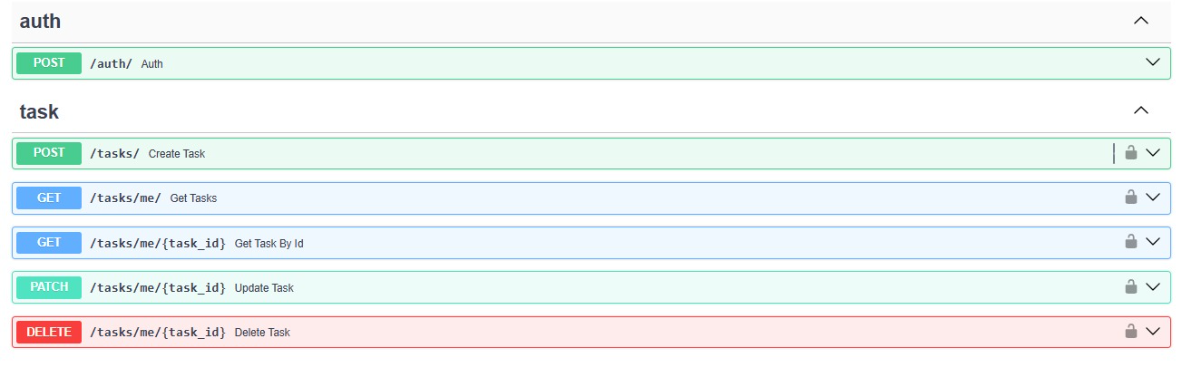 auth
POST /auth/ Auth
task
POST /tasks/ Create Task
GET /tasks/me/ Get Tasks
GET /tasks/me/{task_id} Get Task By Id
PATCH /tasks/me/{task_id} Update Task
DELETE /tasks/me/{task_id} Delete Task